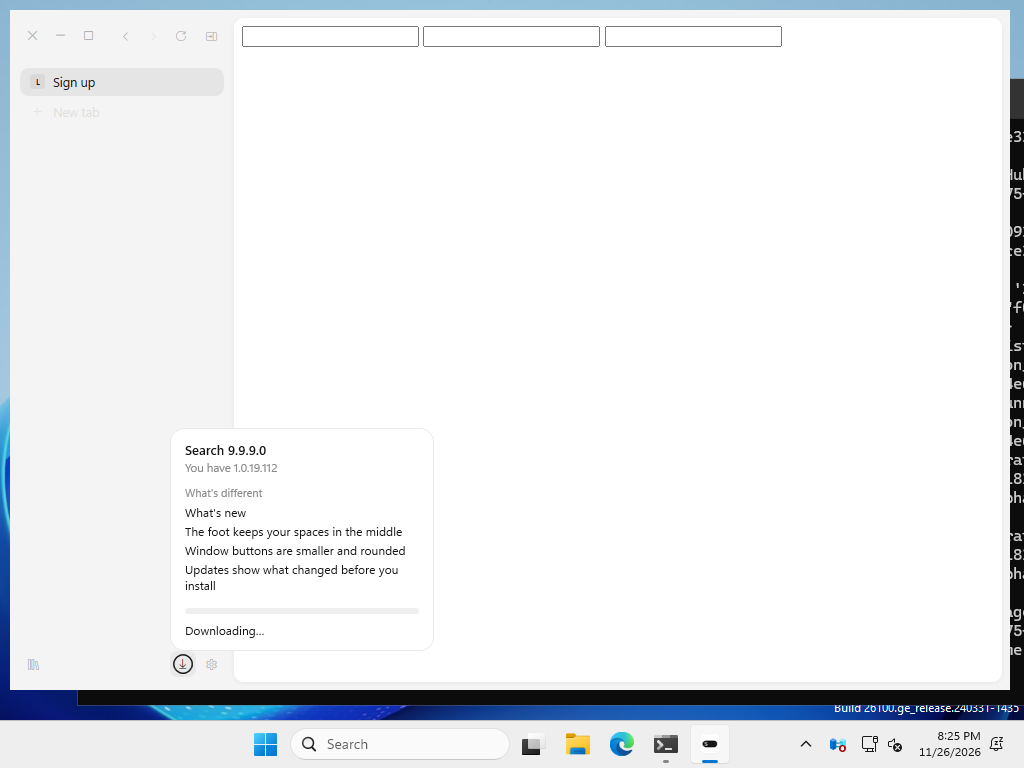 L Sign up
+ New tab
Search 9.9.9.0
You have 1.0.19.112
What's different
What's new
The foot keeps your spaces in the middle
Window buttons are smaller and rounded
Updates show what changed before you
install
Downloading...
Build 26100.ge_release.240331-1435
Search
8:25 PM
11/26/2026